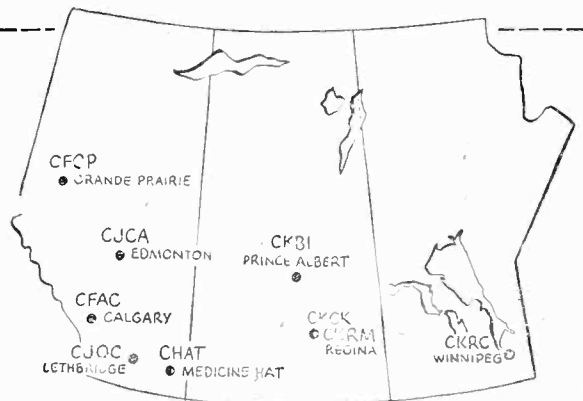 CFGP
GRANDE PRAIRIE
CJCA
EDMONTON
CKBI
PRINCE ALBERT
CFAC
CALGARY
CKCK
CKRM
REGINA
CKRC
WINNIPEG
CJOC
LETHBRIDGE
CHAT
MEDICINE HAT